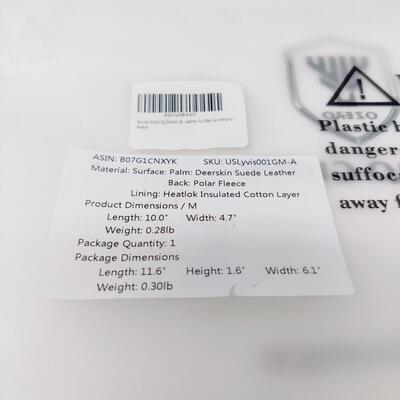 ASIN: B07G1CNXYK SKU: USLyvis001GM-A
Material: Surface: Palm: Deerskin Suede Leather
Back: Polar Fleece
Lining: Heatlok Insulated Cotton Layer
Product Dimensions / M
Length: 10.0" Width: 4.7"
Weight: 0.28lb
Package Quantity: 1
Package Dimensions
Length: 11.6" Height: 1.6" Width: 6.1"
Weight: 0.30lb
OZERO
Plastic
danger
suffoc
away f